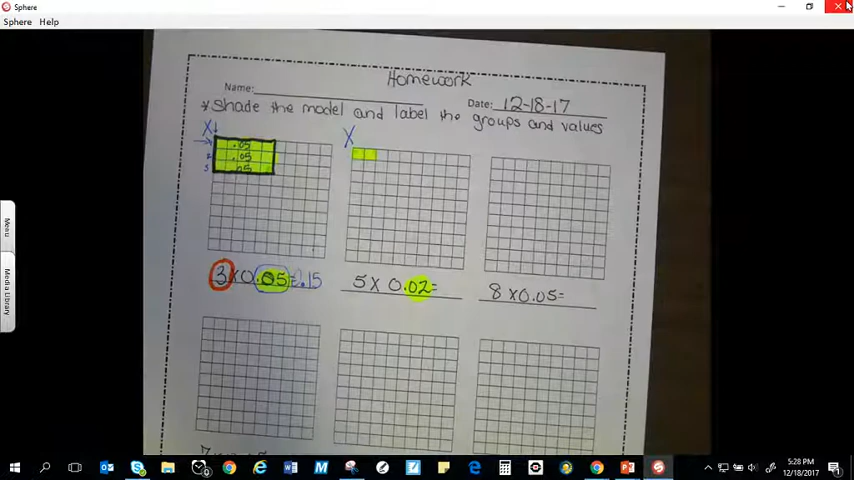 Sphere
Sphere Help
Homework
Name:
Date: 12-18-17
*Shade the model and label the groups and values
X
X
.05
2 .05
3 .05
3 x 0.05 = .15
5 x 0.02=
8 x 0.05=
Menu
Media Library
5:28 PM
12/18/2017